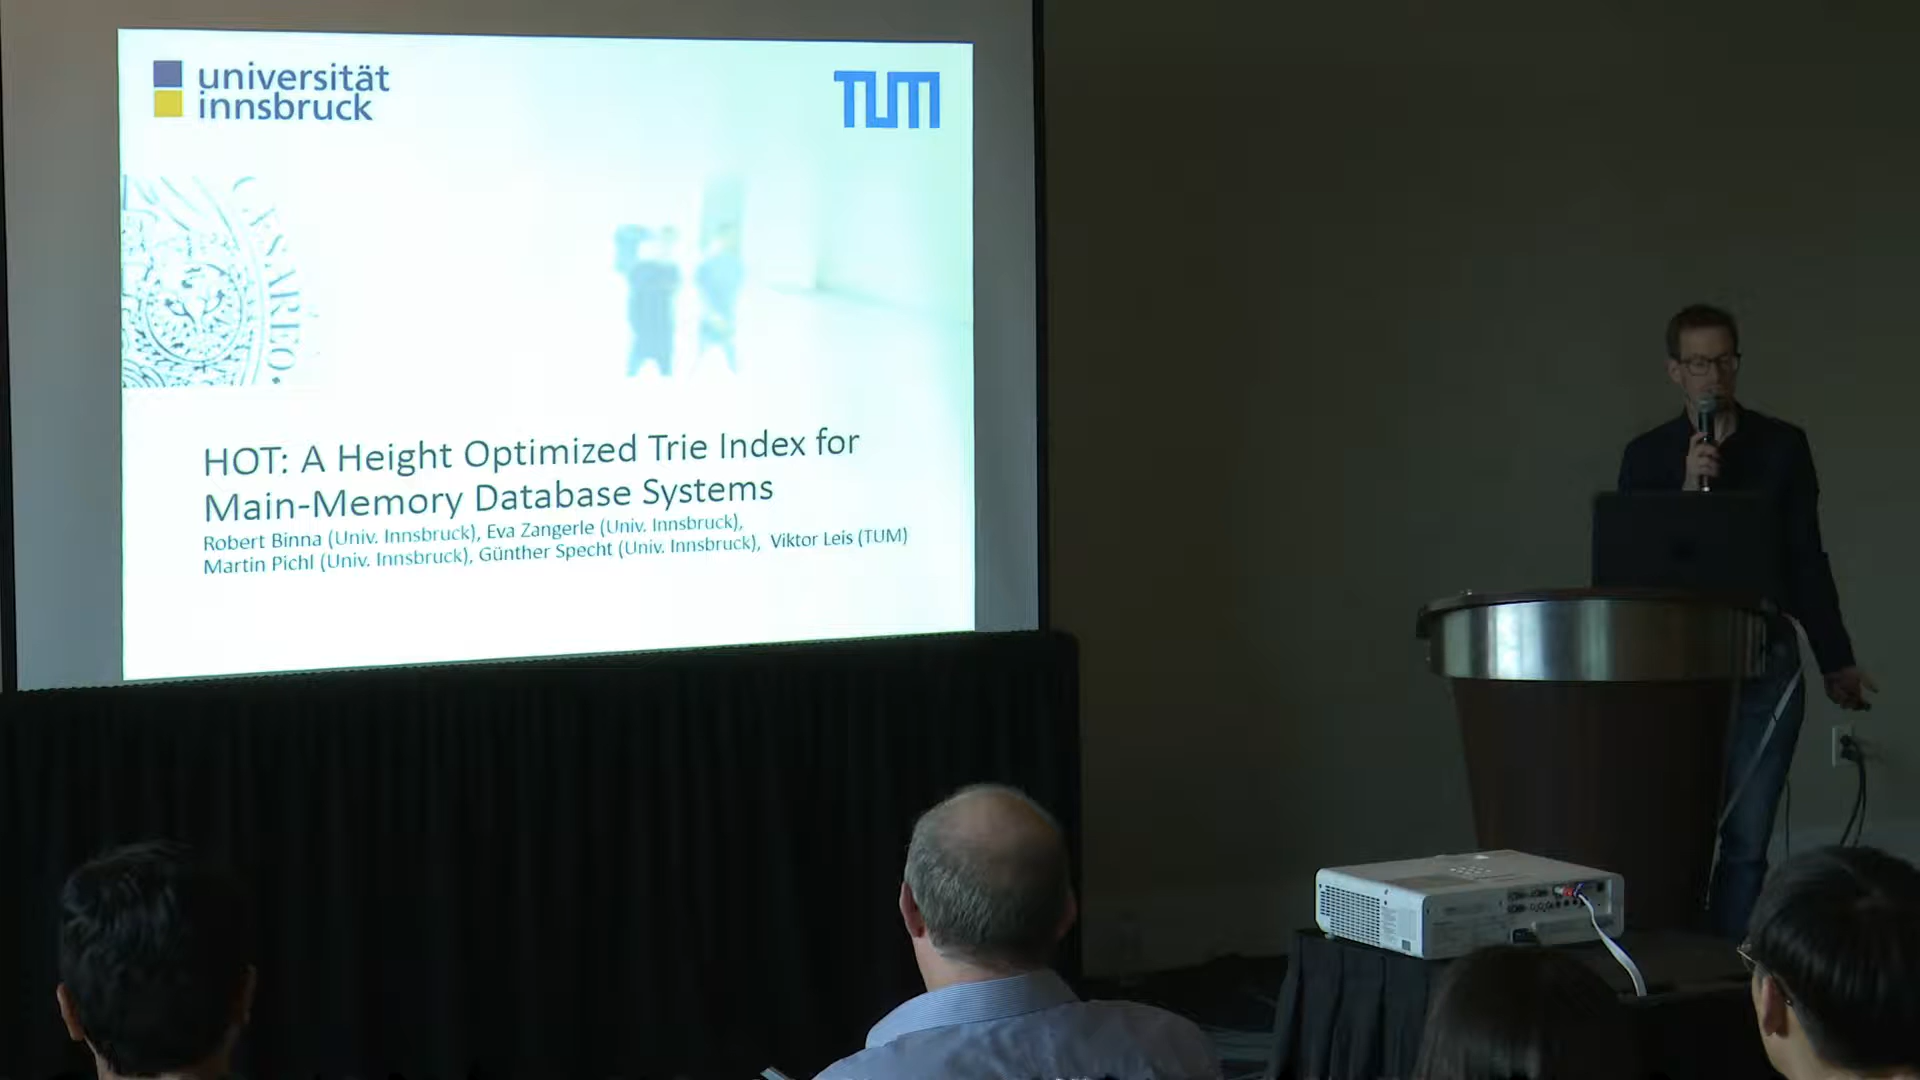 universität
innsbruck
TUM
CESAREO
HOT: A Height Optimized Trie Index for
Main-Memory Database Systems
Robert Binna (Univ. Innsbruck), Eva Zangerle (Univ. Innsbruck),
Martin Pichl (Univ. Innsbruck), Günther Specht (Univ. Innsbruck), Viktor Leis (TUM)